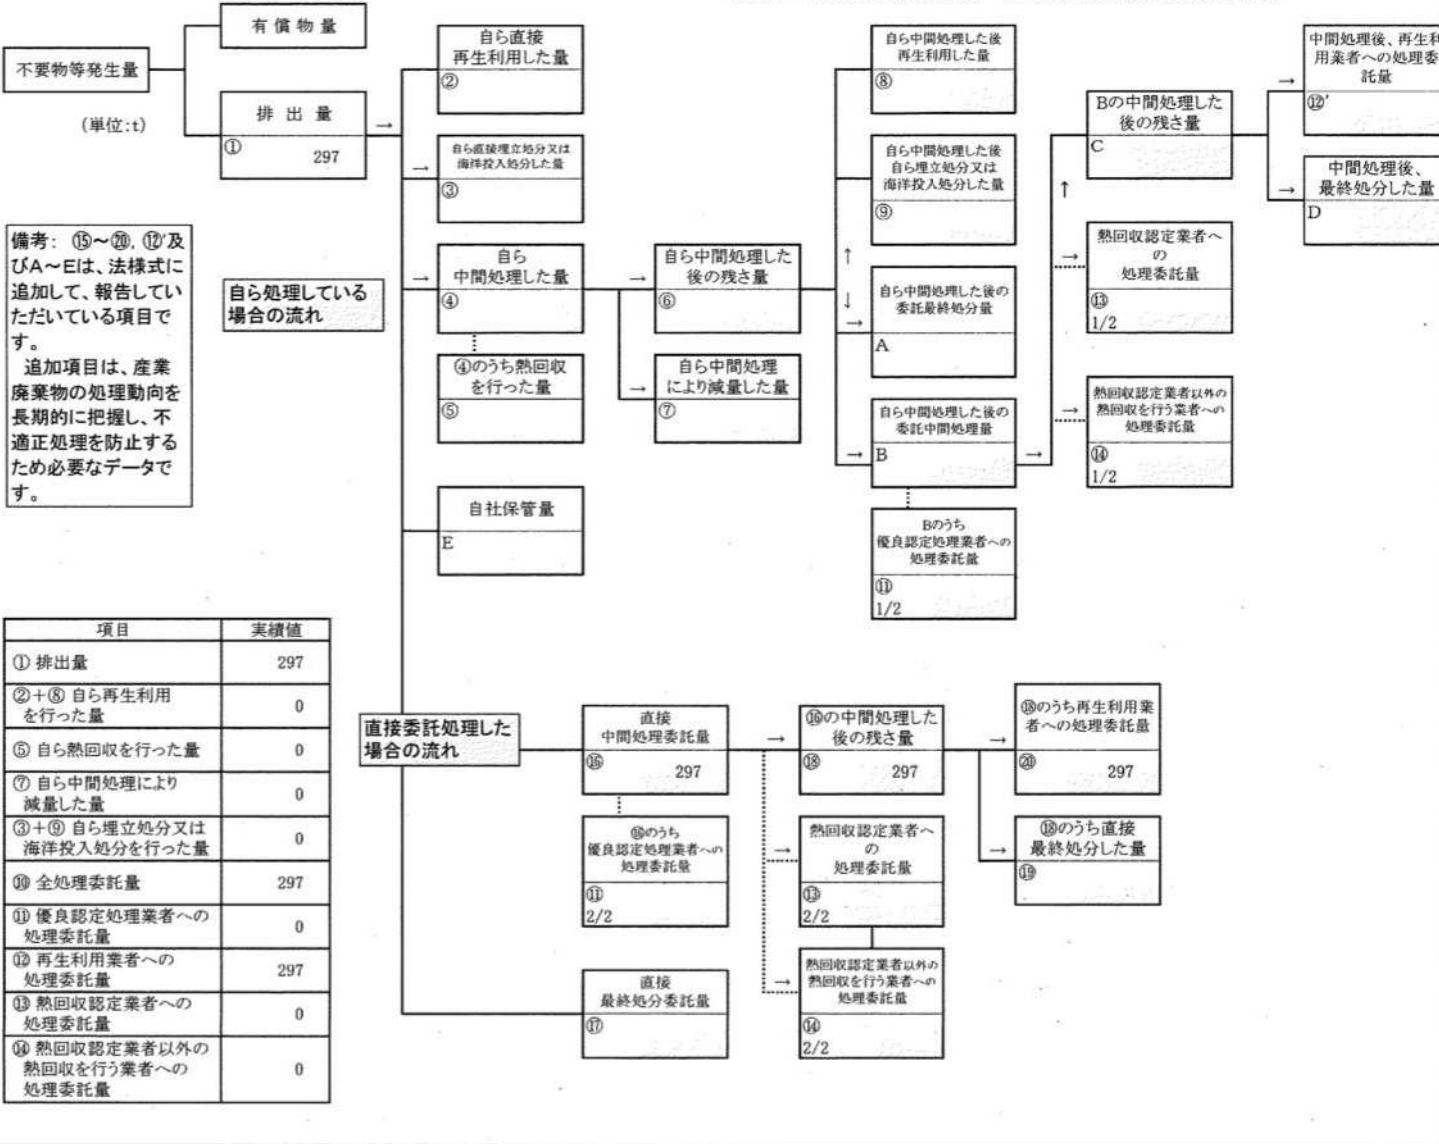 有償物量
不要物等発生量
(単位:t)
排出量
①
297
→
自ら直接
再生利用した量
②
→
自ら直接埋立処分又は
海洋投入処分した量
③
→
自ら
中間処理した量
④
④のうち熱回収
を行った量
⑤
→
自ら中間処理した
後の残さ量
⑥
→
自ら中間処理
により減量した量
⑦
自ら中間処理した後
再生利用した量
⑧
自ら中間処理した後
自ら埋立処分又は
海洋投入処分した量
⑨
↑
↓
→
自ら中間処理した後の
委託最終処分量
A
→
自ら中間処理した後の
委託中間処理量
B
Bのうち
優良認定処理業者への
処理委託量
⑪
1/2
→
↑
Bの中間処理した
後の残さ量
C
→
熱回収認定業者へ
の
処理委託量
⑬
1/2
→
熱回収認定業者以外の
熱回収を行う業者への
処理委託量
⑭
1/2
→
中間処理後、再生利
用業者への処理委
託量
⑫'
→
中間処理後、
最終処分した量
D
備考: ⑮~⑳, ⑫'及
びA~Eは、法様式に
追加して、報告してい
ただいている項目で
す。
追加項目は、産業
廃棄物の処理動向を
長期的に把握し、不
適正処理を防止する
ため必要なデータで
す。
自ら処理している
場合の流れ
自社保管量
E
項目 実績値
① 排出量 297
②+⑧ 自ら再生利用
を行った量 0
⑤ 自ら熱回収を行った量 0
⑦ 自ら中間処理により
減量した量 0
③+⑨ 自ら埋立処分又は
海洋投入処分を行った量 0
⑩ 全処理委託量 297
⑪ 優良認定処理業者への
処理委託量 0
⑫ 再生利用業者への
処理委託量 297
⑬ 熱回収認定業者への
処理委託量 0
⑭ 熱回収認定業者以外の
熱回収を行う業者への
処理委託量 0
直接委託処理した
場合の流れ
直接
中間処理委託量
⑯
297
⑯のうち
優良認定処理業者への
処理委託量
⑪
2/2
直接
最終処分委託量
⑰
→
⑯の中間処理した
後の残さ量
⑱
297
→
熱回収認定業者へ
の
処理委託量
⑬
2/2
→
熱回収認定業者以外の
熱回収を行う業者への
処理委託量
⑭
2/2
→
⑱のうち再生利用業
者への処理委託量
⑳
297
→
⑱のうち直接
最終処分した量
⑲